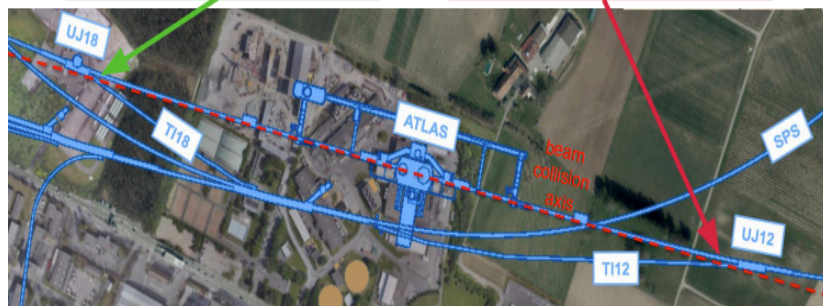 UJ18
TI18
ATLAS
beam
collision
axis
SPS
UJ12
TI12